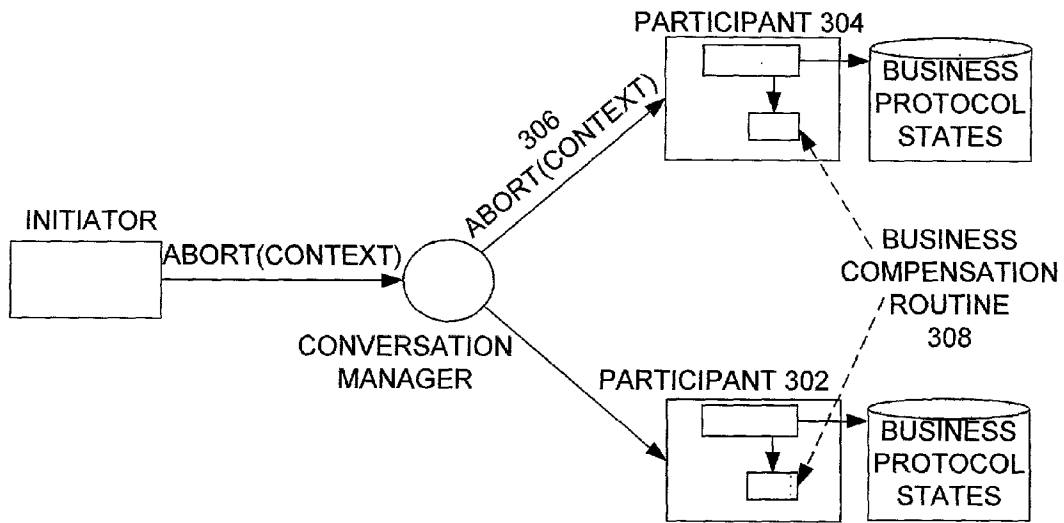 PARTICIPANT 304
BUSINESS
PROTOCOL
STATES
306
ABORT(CONTEXT)
INITIATOR
ABORT(CONTEXT)
CONVERSATION
MANAGER
BUSINESS
COMPENSATION
ROUTINE
308
PARTICIPANT 302
BUSINESS
PROTOCOL
STATES